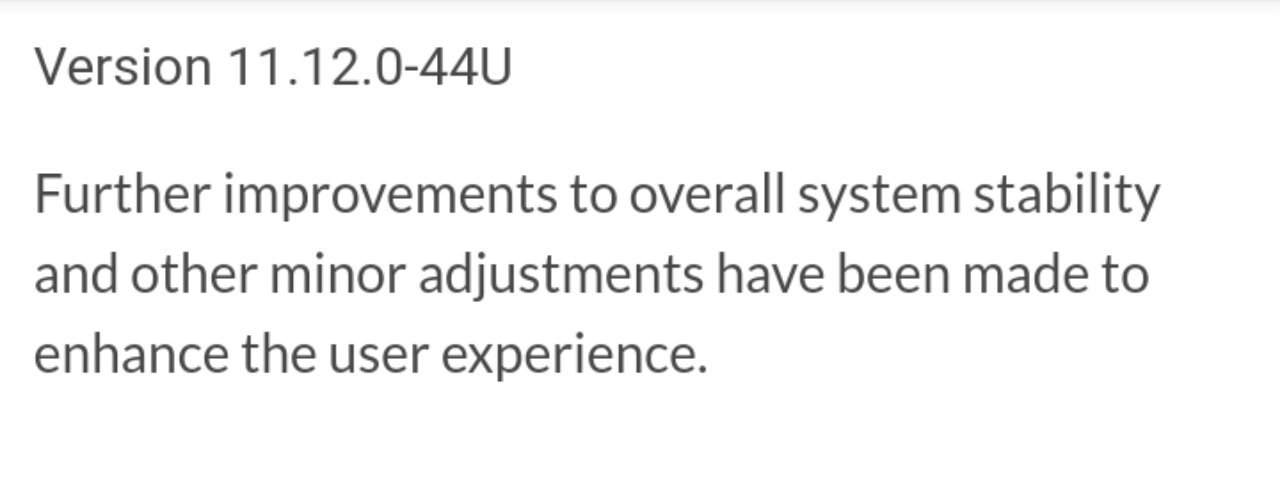 Version 11.12.0-44U
Further improvements to overall system stability
and other minor adjustments have been made to
enhance the user experience.